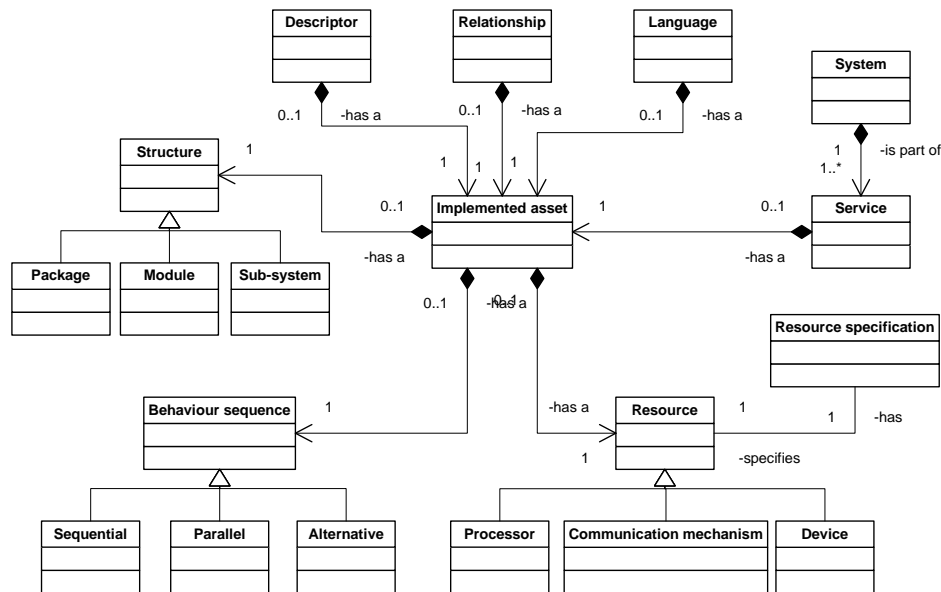 Descriptor
Relationship
Language
System
0..1
-has a
0..1
-has a
0..1
-has a
Structure
1
1
-is part of
1
1
1
1..*
0..1
Implemented asset
1
0..1
Service
-has a
-has a
Package
Module
Sub-system
0..1
-has a
0..1
Resource specification
Behaviour sequence
1
-has a
Resource
1
1
-has
1
-specifies
Sequential
Parallel
Alternative
Processor
Communication mechanism
Device